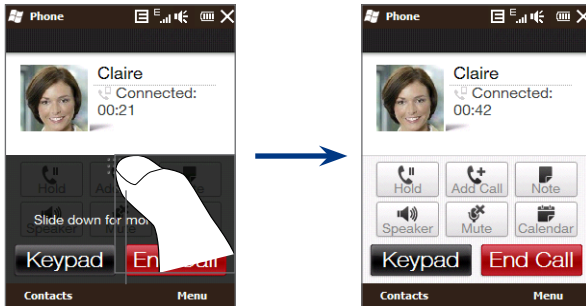 Phone
Claire
Connected:
00:21
Hold
Slide down for mo
Speaker Mute
Keypad
Contacts Menu
Phone
Claire
Connected:
00:42
Hold Add Call Note
Speaker Mute Calendar
Keypad End Call
Contacts Menu